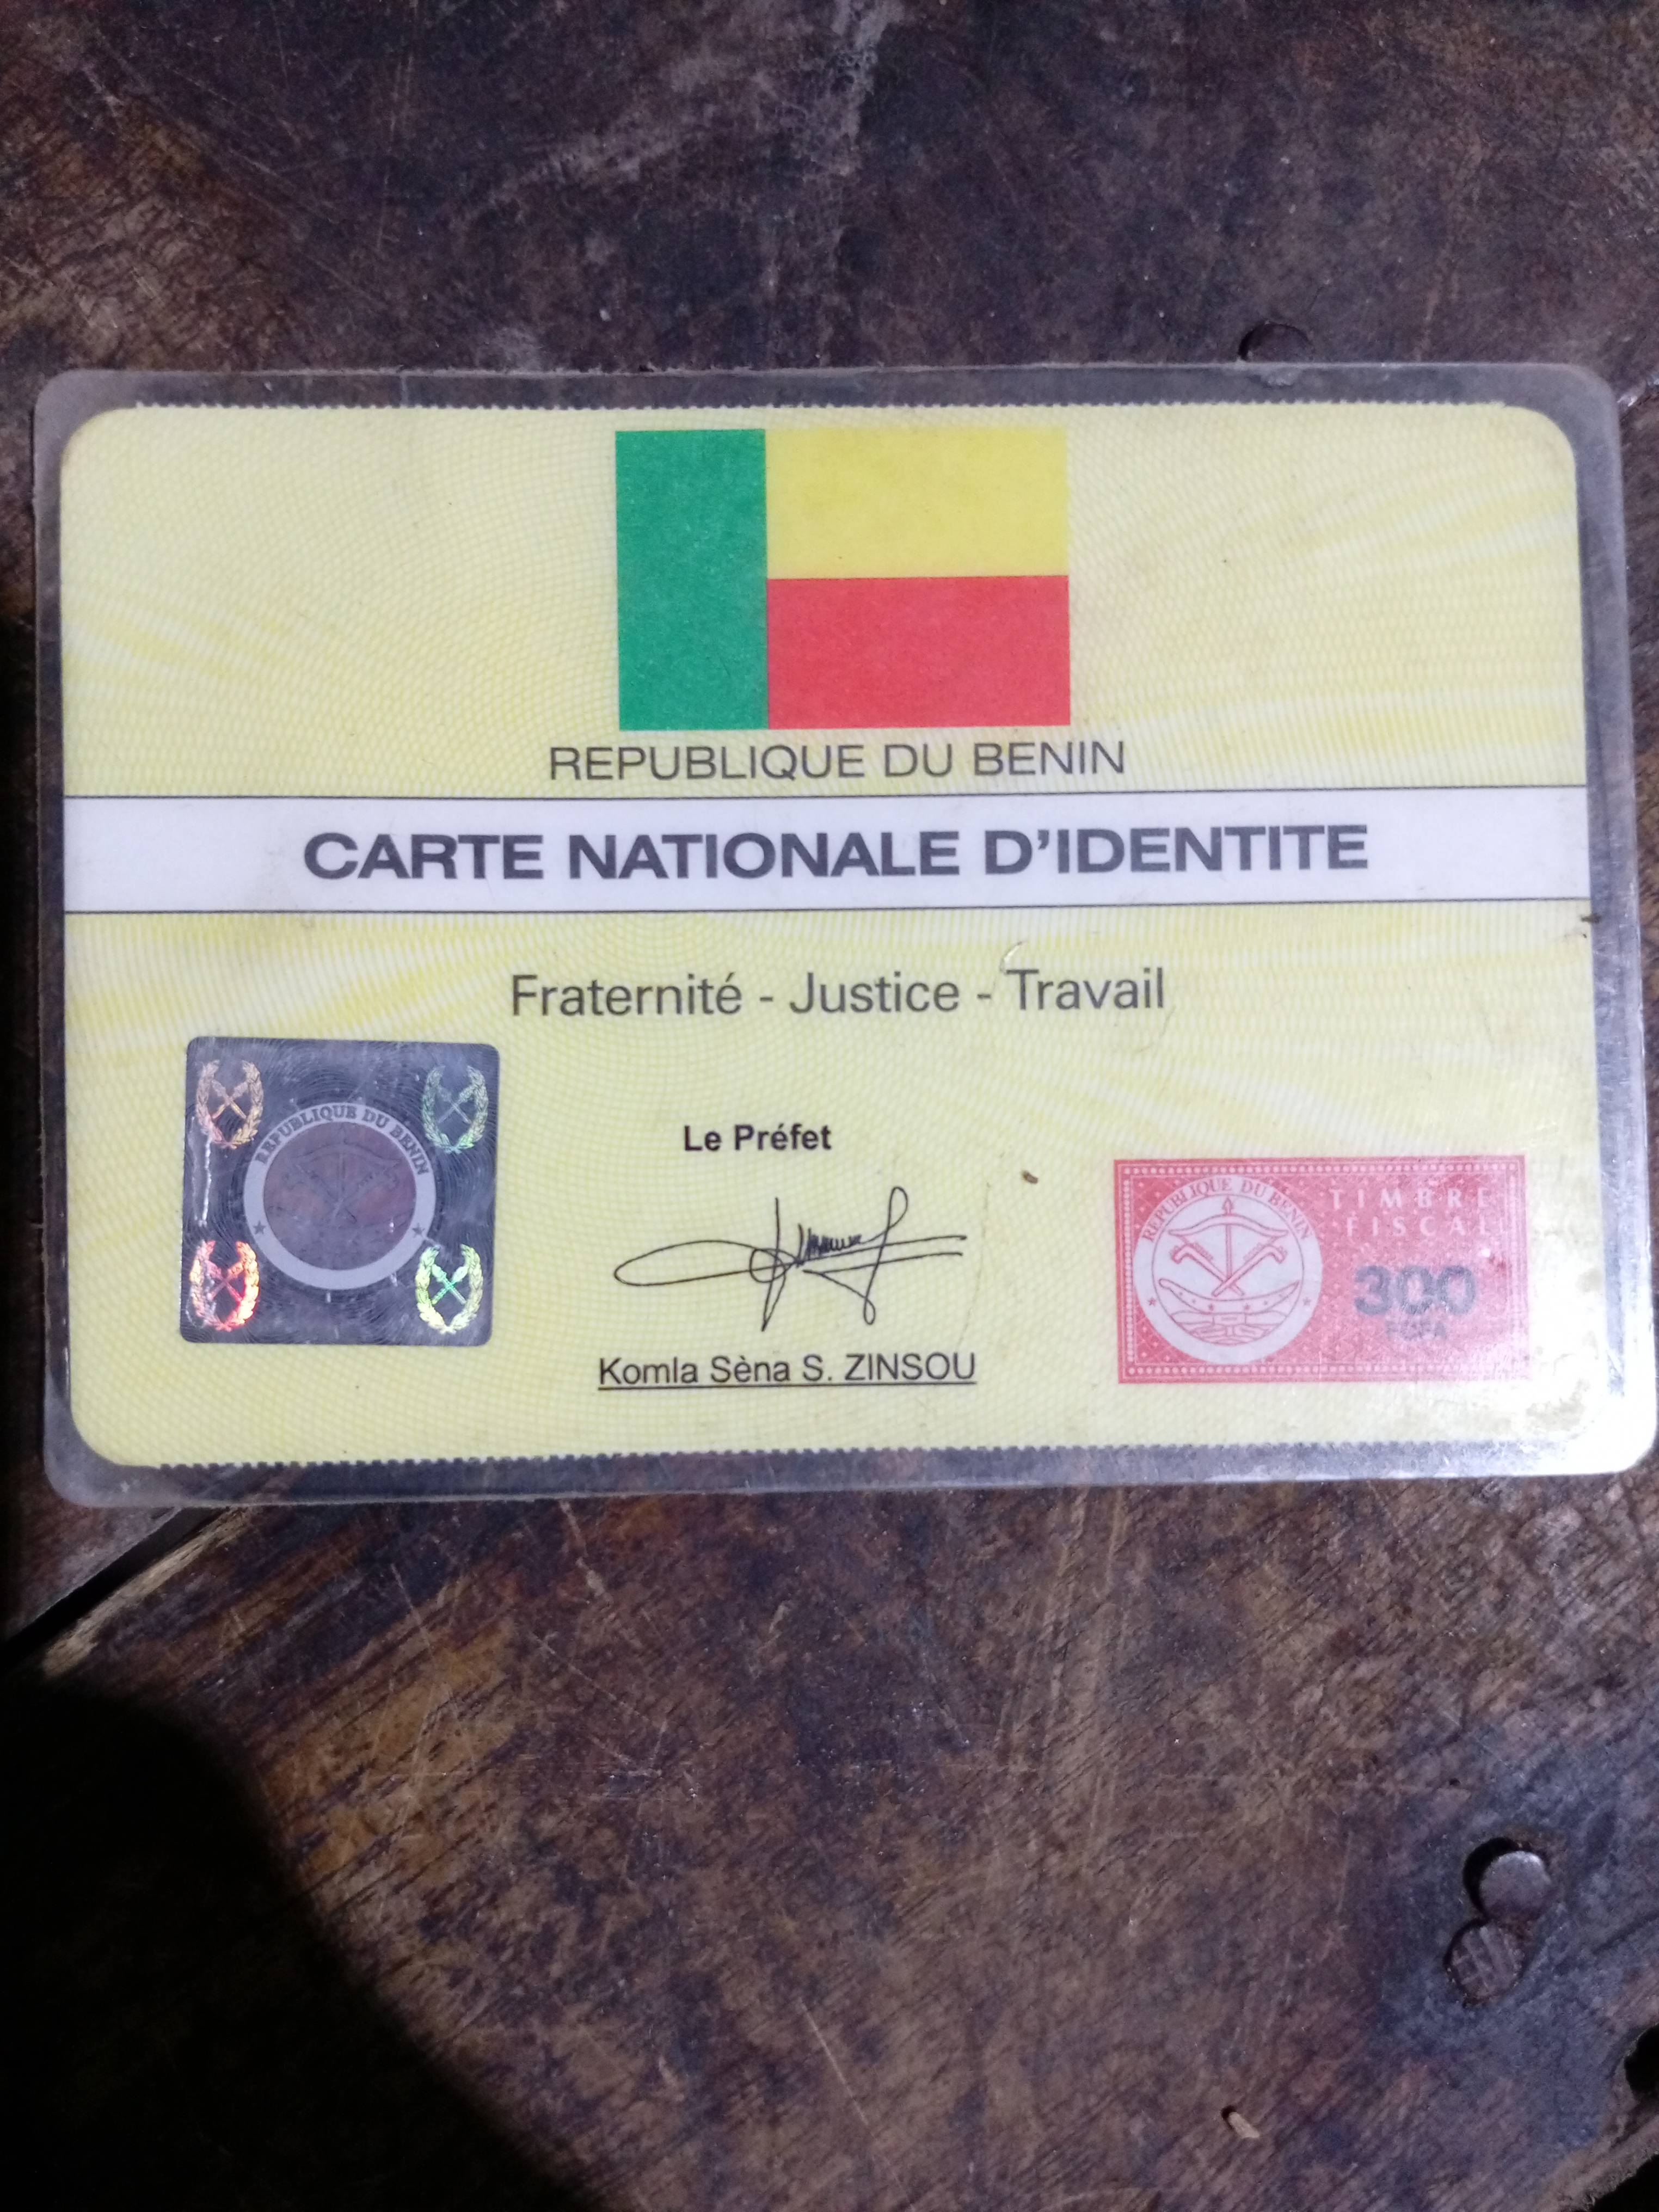 REPUBLIQUE DU BENIN
CARTE NATIONALE D'IDENTITE
Fraternité - Justice - Travail
REPUBLIQUE DU BENIN
Le Préfet
Komla Sèna S. ZINSOU
REPUBLIQUE DU BENIN
TIMBRE
FISCAL
300
FCFA